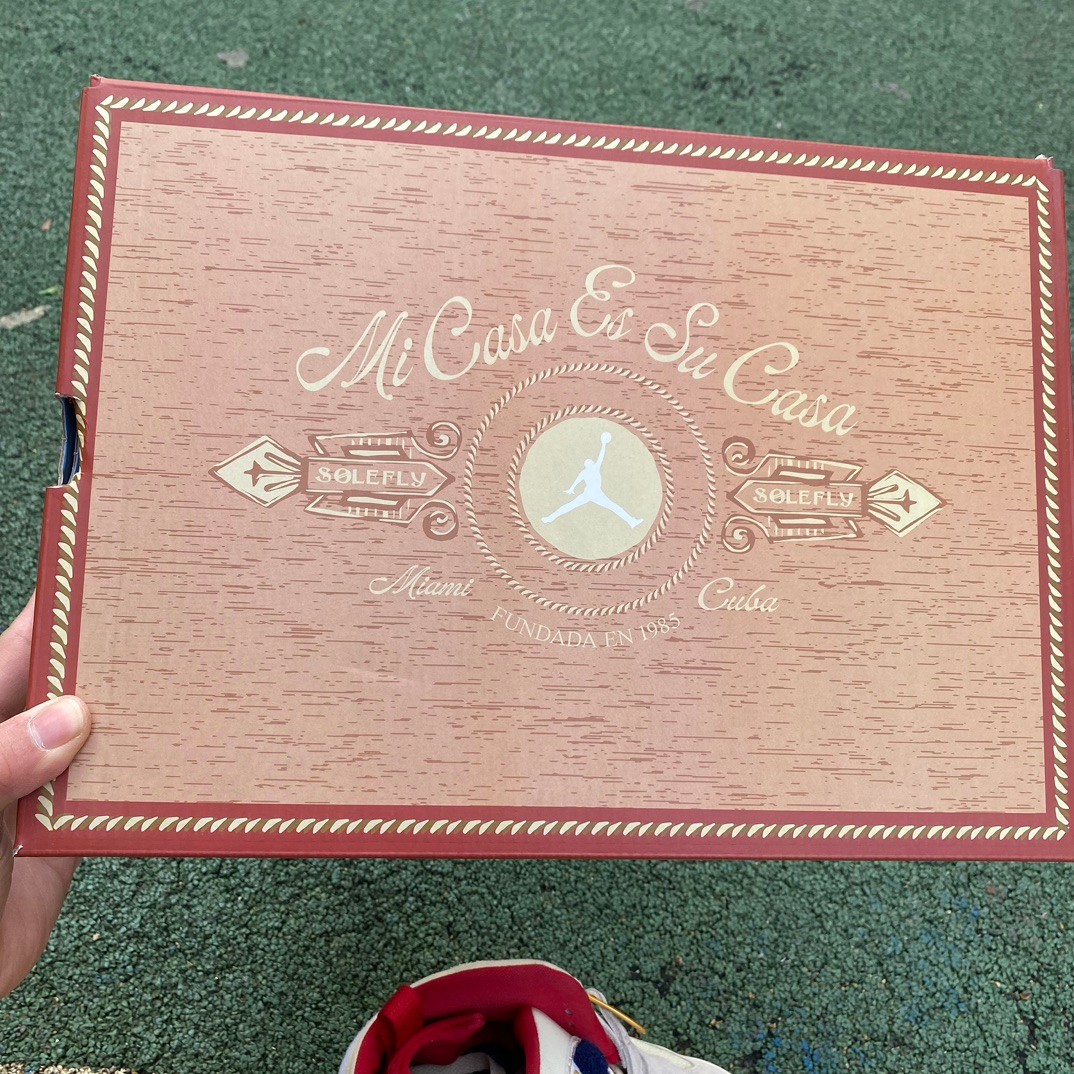 Mi Casa Es Su Casa
SOLEFLY
SOLEFLY
Miami
Cuba
FUNDADA EN 1985